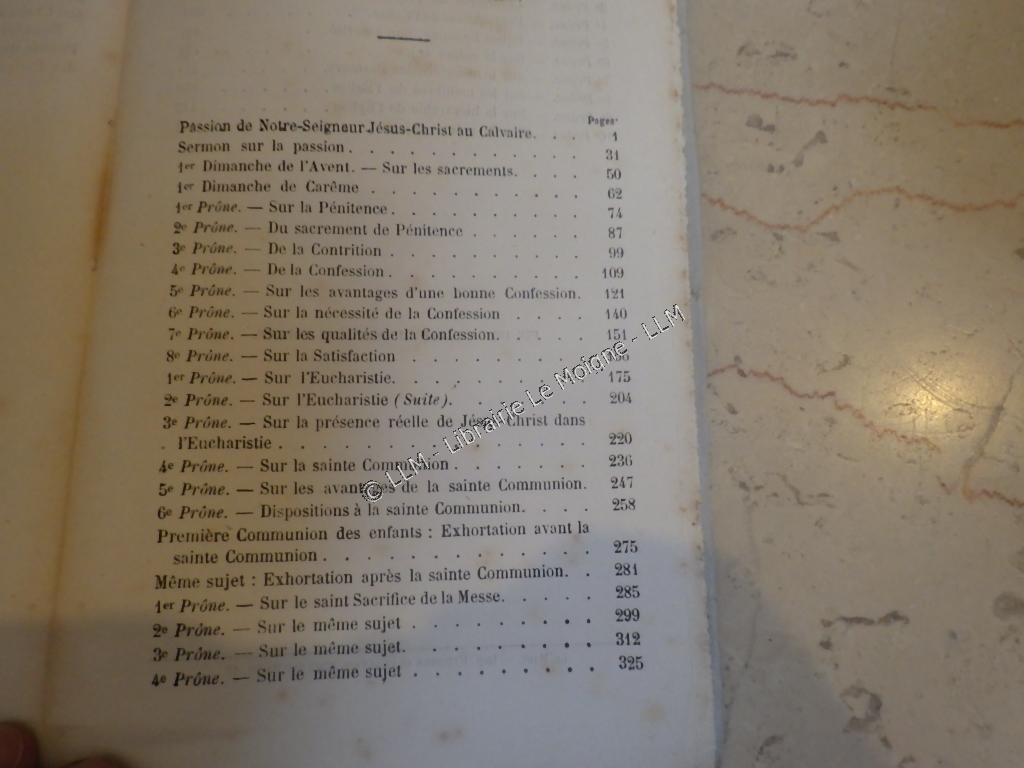 Pages
Passion de Notre-Seigneur Jésus-Christ au Calvaire. . . 1
Sermon sur la passion . . . . . . . . . . . . 31
1er Dimanche de l'Avent. — Sur les sacrements. . . . 50
1er Dimanche de Carême . . . . . . . . . . . 62
1er Prône. — Sur la Pénitence . . . . . . . . . . 74
2e Prône. — Du sacrement de Pénitence . . . . . . 87
3e Prône. — De la Contrition . . . . . . . . . . 99
4e Prône. — De la Confession . . . . . . . . . . 109
5e Prône. — Sur les avantages d'une bonne Confession. 121
6e Prône. — Sur la nécessité de la Confession . . . . 140
7e Prône. — Sur les qualités de la Confession. . . . . 151
8e Prône. — Sur la Satisfaction . . . . . . . . .
1er Prône. — Sur l'Eucharistie. . . . . . . . . . 175
2e Prône. — Sur l'Eucharistie (Suite). . . . . . . 204
3e Prône. — Sur la présence réelle de Jésus-Christ dans
l'Eucharistie . . . . . . . . . . . . . . 220
4e Prône. — Sur la sainte Communion . . . . . . . 236
5e Prône. — Sur les avantages de la sainte Communion. 247
6e Prône. — Dispositions à la sainte Communion. . . . 258
Première Communion des enfants : Exhortation avant la
sainte Communion . . . . . . . . . . . . 275
Même sujet : Exhortation après la sainte Communion. . 281
1er Prône. — Sur le saint Sacrifice de la Messe. . . . . 285
2e Prône. — Sur le même sujet . . . . . . . . . 299
3e Prône. — Sur le même sujet. . . . . . . . . 312
4e Prône. — Sur le même sujet . . . . . . . . . 325
© LLM - Librairie Le Moigne - LLM